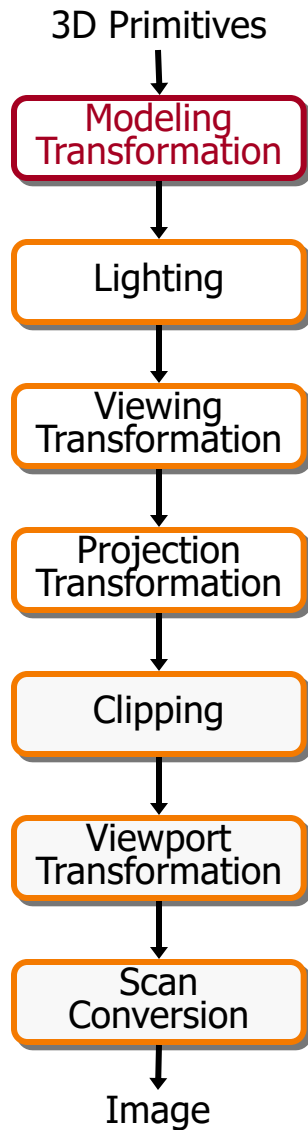 3D Primitives
Modeling
Transformation
Lighting
Viewing
Transformation
Projection
Transformation
Clipping
Viewport
Transformation
Scan
Conversion
Image